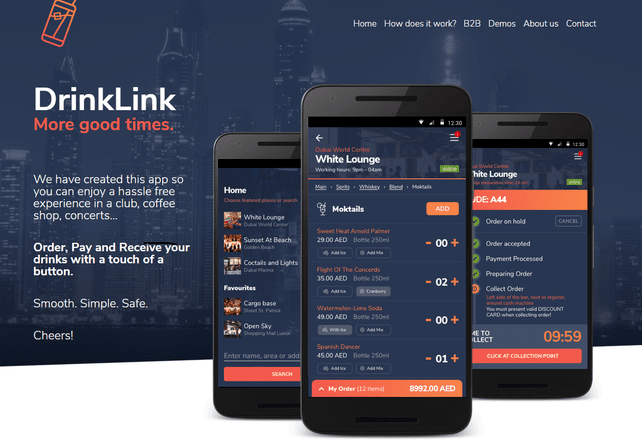 Home How does it work? B2B Demos About us Contact
DrinkLink
More good times.
We have created this app so
you can enjoy a hassle free
experience in a club, coffee
shop, concerts...
Order, Pay and Receive your
drinks with a touch of a
button.
Smooth. Simple. Safe.
Cheers!
Home
Choose featured places or search
White Lounge
Dubai World Centre
Sunset At Beach
Golden Beach
Coctails and Lights
Dubai Marina
Favourites
Cargo base
Street St. Patrick
Open Sky
Shopping Mall Luxor
Enter name, area or add
SEARCH
12:30
Dubai World Centre
White Lounge
Working hours: 9pm - 04am
online
Main › Sprits › Whiskey › Blend › Moktails
Moktails
ADD
Sweet Heat Arnold Palmer
29.00 AED Bottle 250ml
Add Ice Add Mix
- 00 +
Flight Of The Concords
35.00 AED Bottle 250ml
Add Ice Cranberry
- 02 +
Watermelon-Lime Soda
49.00 AED Bottle 250ml
With Ice Add Mix
- 00 +
Spanish Dancer
45.00 AED Bottle 250ml
Add Ice Add Mix
- 01 +
My Order (12 items) 8992.00 AED
12:30
Dubai World Centre
White Lounge
online
UDE: A44
Order on hold
CANCEL
Order accepted
Payment Processed
Preparing Order
Collect Order
Left side of the bar, next to register,
around cash machine
You must present valid DISCOUNT
CARD when collecting order!
ME TO
LLECT
09:59
CLICK AT COLLECTION POINT